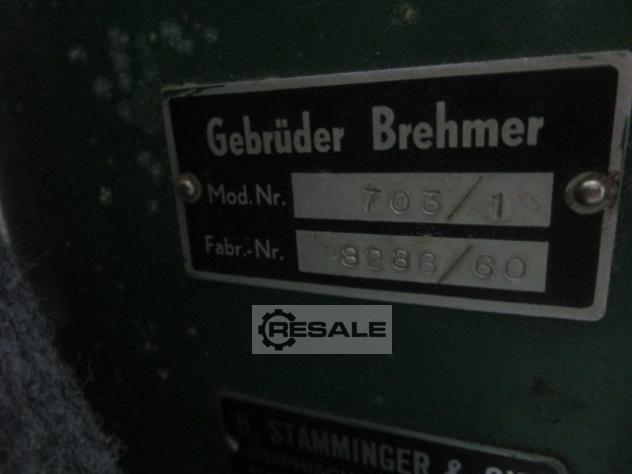 Gebrüder Brehmer
Mod.Nr. 703/1
Fabr.-Nr. 8288/60
RESALE
H. STAMMINGER &